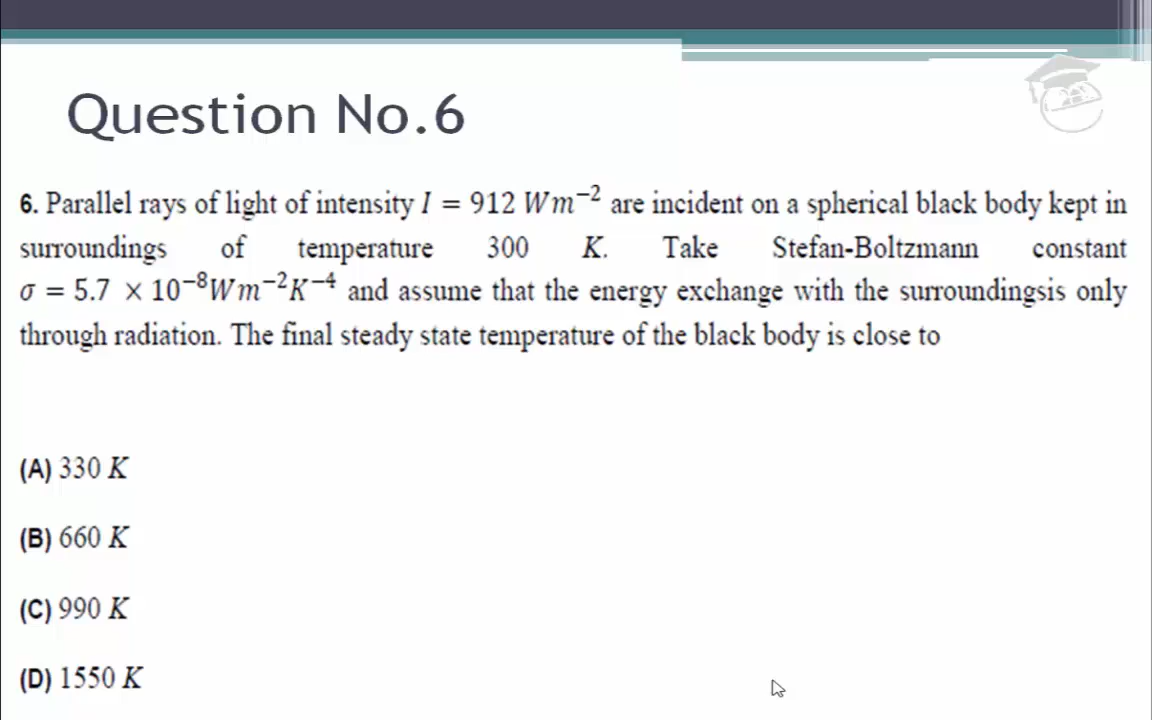 Question No.6
6. Parallel rays of light of intensity I = 912 Wm⁻² are incident on a spherical black body kept in
surroundings of temperature 300 K. Take Stefan-Boltzmann constant
σ = 5.7 × 10⁻⁸Wm⁻²K⁻⁴ and assume that the energy exchange with the surroundingsis only
through radiation. The final steady state temperature of the black body is close to
(A) 330 K
(B) 660 K
(C) 990 K
(D) 1550 K